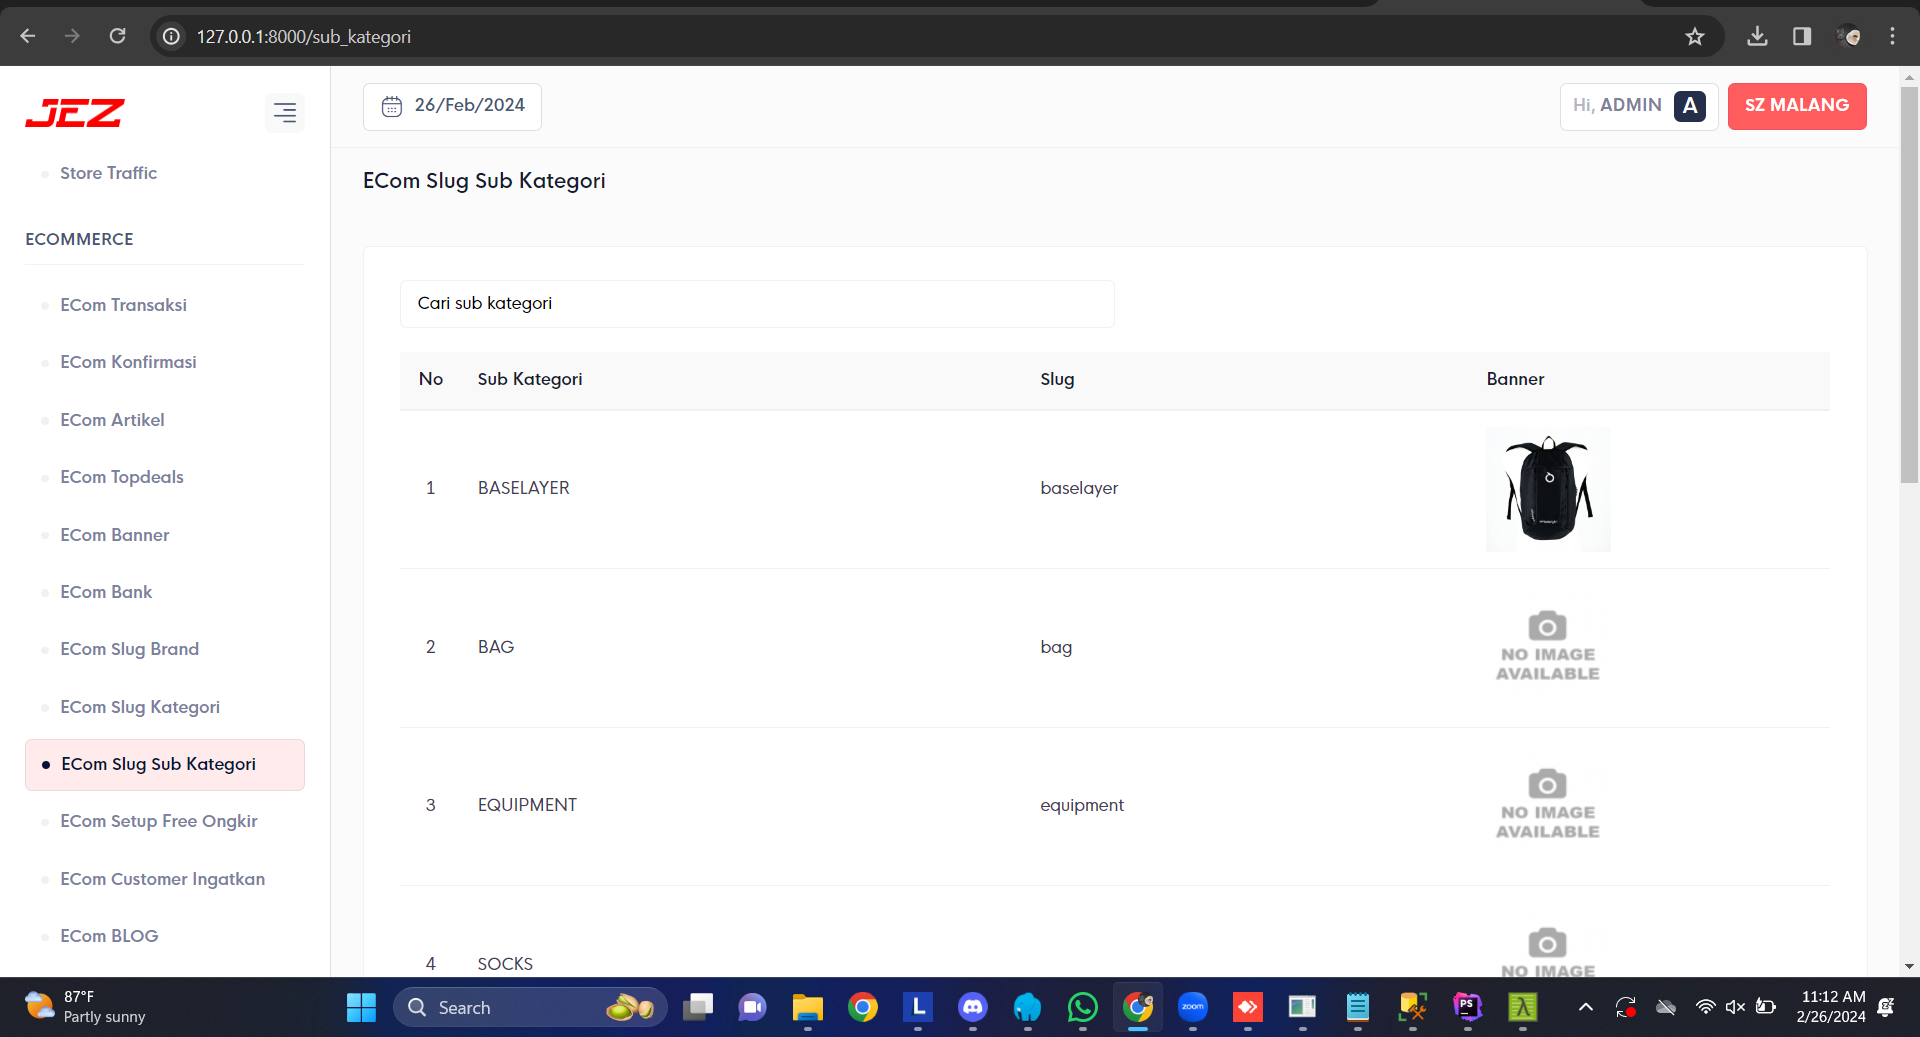 127.0.0.1:8000/sub_kategori
JEZ
26/Feb/2024
Hi, ADMIN A
SZ MALANG
Store Traffic
ECOMMERCE
ECom Transaksi
ECom Konfirmasi
ECom Artikel
ECom Topdeals
ECom Banner
ECom Bank
ECom Slug Brand
ECom Slug Kategori
ECom Slug Sub Kategori
ECom Setup Free Ongkir
ECom Customer Ingatkan
ECom BLOG
ECom Slug Sub Kategori
Cari sub kategori
No Sub Kategori Slug Banner
1 BASELAYER baselayer
2 BAG bag
NO IMAGE
AVAILABLE
3 EQUIPMENT equipment
NO IMAGE
AVAILABLE
4 SOCKS
NO IMAGE
87°F
Partly sunny
Search
L
zoom
PS
λ
11:12 AM
2/26/2024